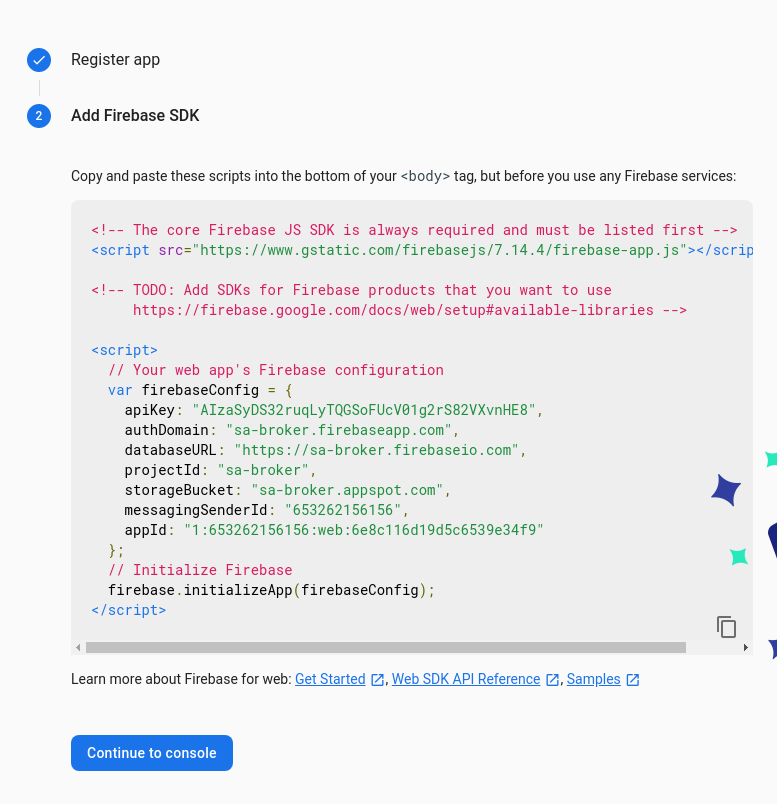 Register app
2
Add Firebase SDK
Copy and paste these scripts into the bottom of your <body> tag, but before you use any Firebase services:
<!-- The core Firebase JS SDK is always required and must be listed first -->
<script src="https://www.gstatic.com/firebasejs/7.14.4/firebase-app.js"></scrip
<!-- TODO: Add SDKs for Firebase products that you want to use
https://firebase.google.com/docs/web/setup#available-libraries -->
<script>
// Your web app's Firebase configuration
var firebaseConfig = {
apiKey: "AIzaSyDS32ruqLyTQGSoFUcV01g2rS82VXvnHE8",
authDomain: "sa-broker.firebaseapp.com",
databaseURL: "https://sa-broker.firebaseio.com",
projectId: "sa-broker",
storageBucket: "sa-broker.appspot.com",
messagingSenderId: "653262156156",
appId: "1:653262156156:web:6e8c116d19d5c6539e34f9"
};
// Initialize Firebase
firebase.initializeApp(firebaseConfig);
</script>
Learn more about Firebase for web: Get Started , Web SDK API Reference , Samples
Continue to console